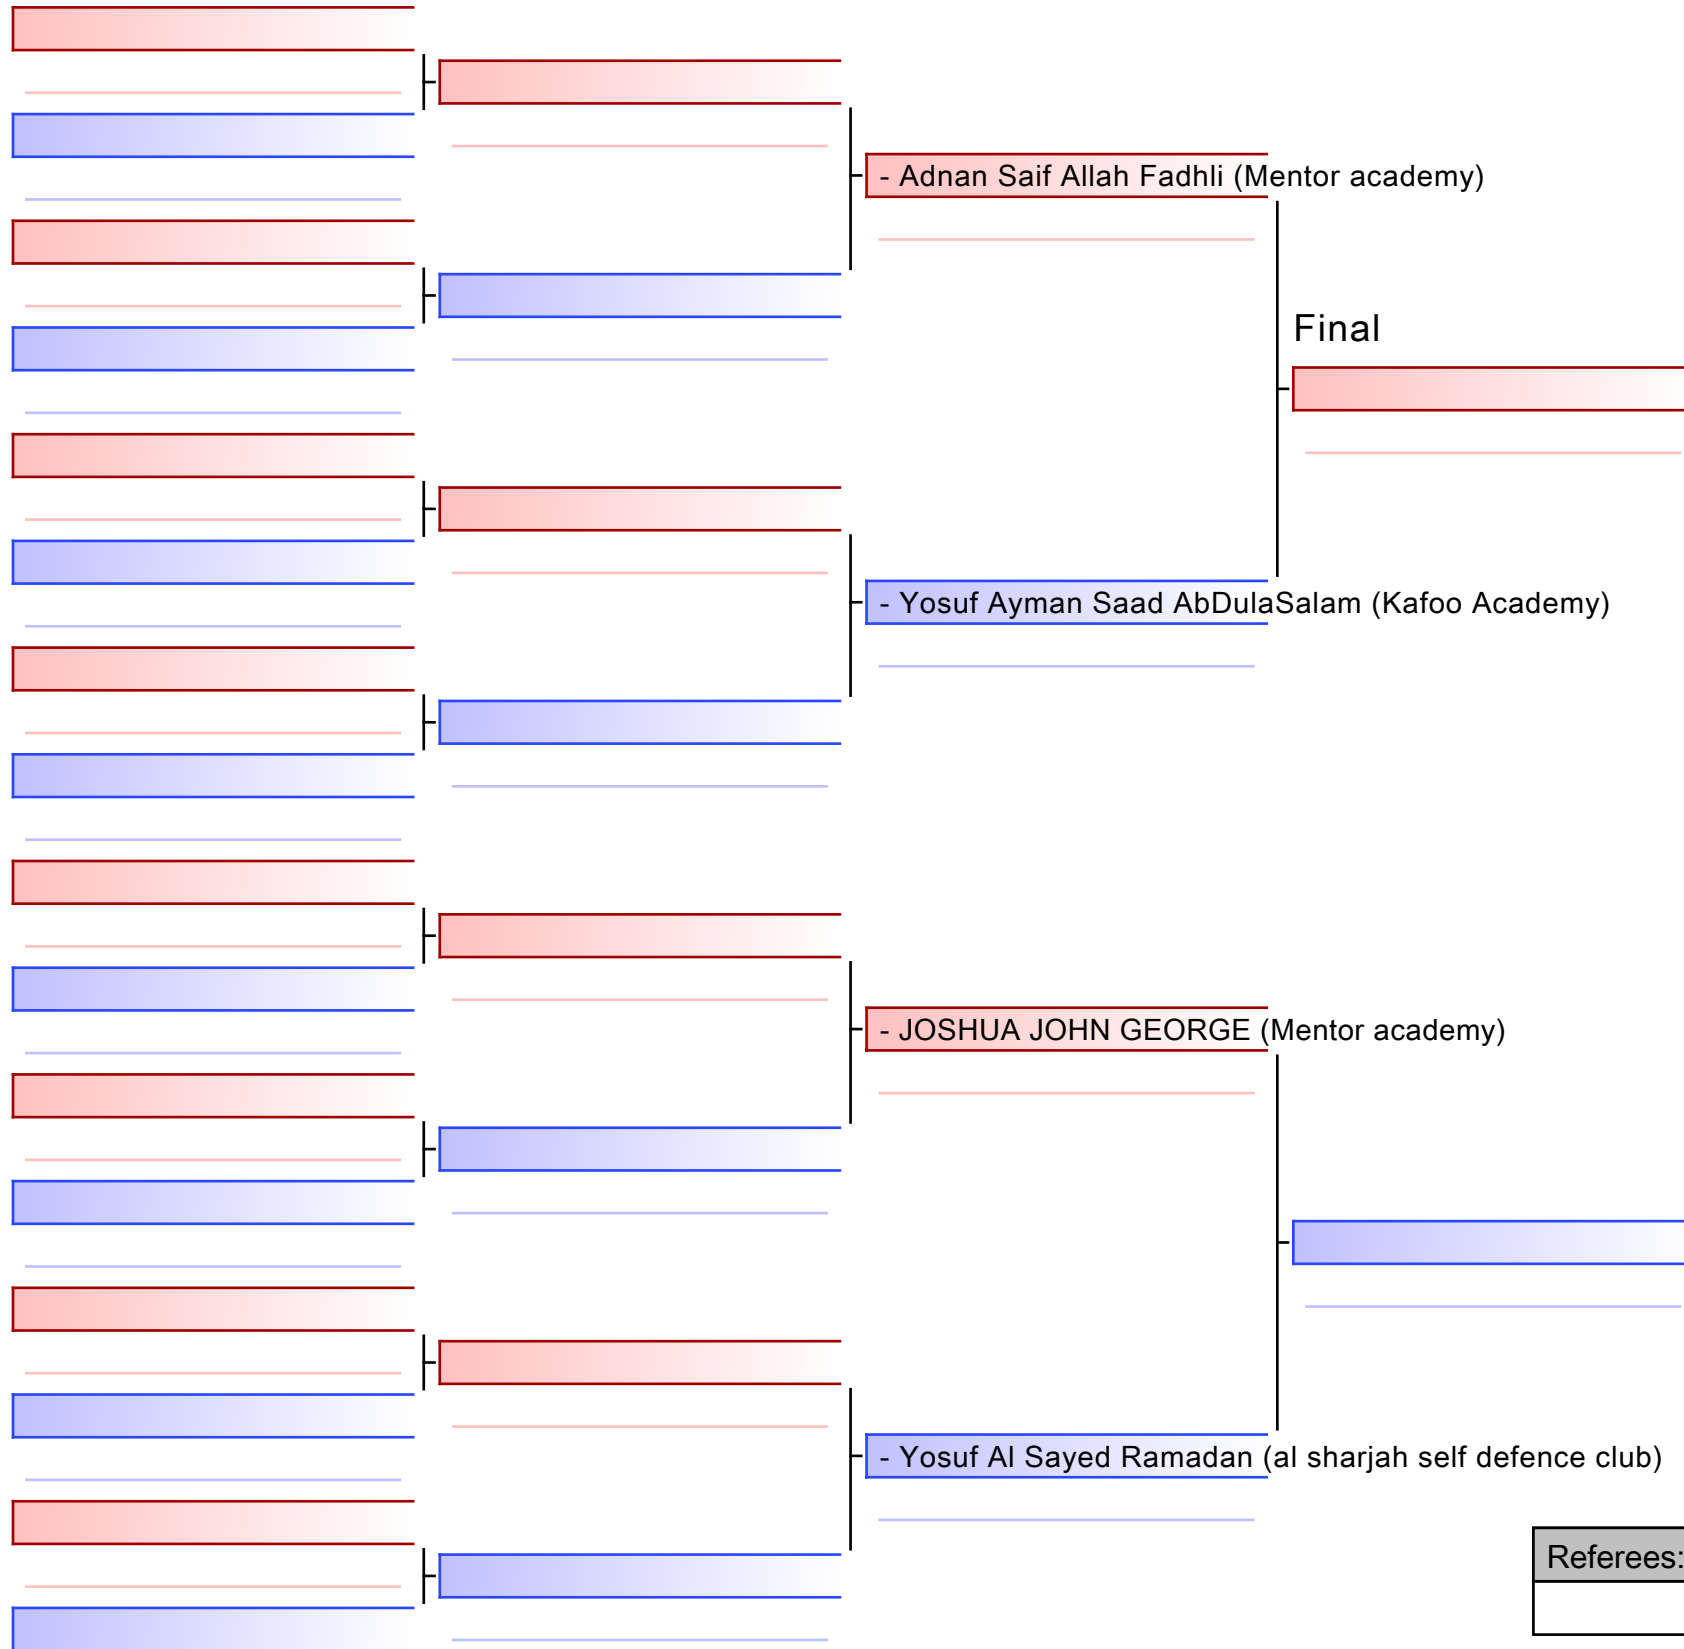 - Adnan Saif Allah Fadhli (Mentor academy)
Final
- Yosuf Ayman Saad AbDulaSalam (Kafoo Academy)
- JOSHUA JOHN GEORGE (Mentor academy)
- Yosuf Al Sayed Ramadan (al sharjah self defence club)
Referees: